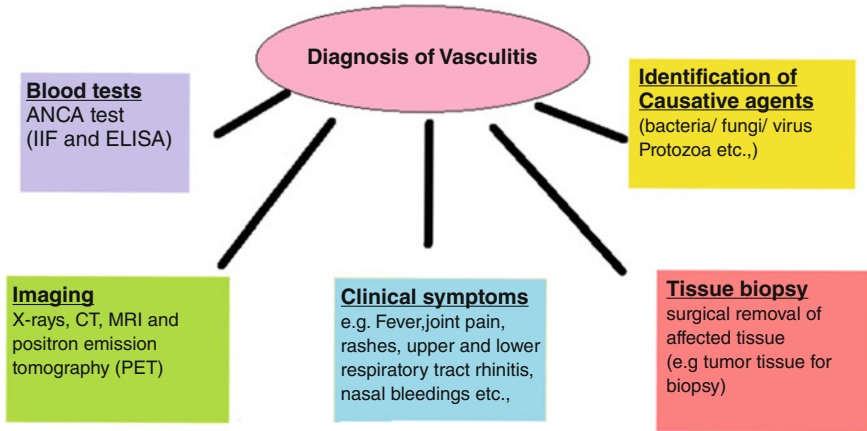 Diagnosis of Vasculitis
Blood tests
ANCA test
(IIF and ELISA)
Identification of
Causative agents
(bacteria/ fungi/ virus
Protozoa etc.,)
Imaging
X-rays, CT, MRI and
positron emission
tomography (PET)
Clinical symptoms
e.g. Fever,joint pain,
rashes, upper and lower
respiratory tract rhinitis,
nasal bleedings etc.,
Tissue biopsy
surgical removal of
affected tissue
(e.g tumor tissue for
biopsy)